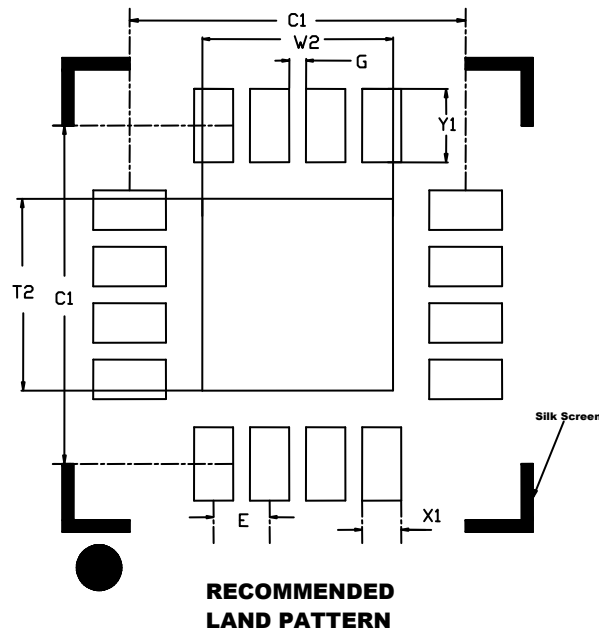 C1
W2
G
Y1
T2
C1
Silk Screen
E
X1
RECOMMENDED
LAND PATTERN